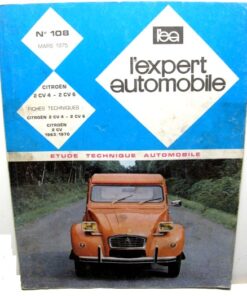 N° 108
MARS 1975
l'ea
l'expert
automobile
CITROËN
2 CV 4 - 2 CV 6
FICHES TECHNIQUES
CITROËN 2 CV 4 - 2 CV 6
CITROËN
2 CV
1963/1970
ETUDE TECHNIQUE AUTOMOBILE